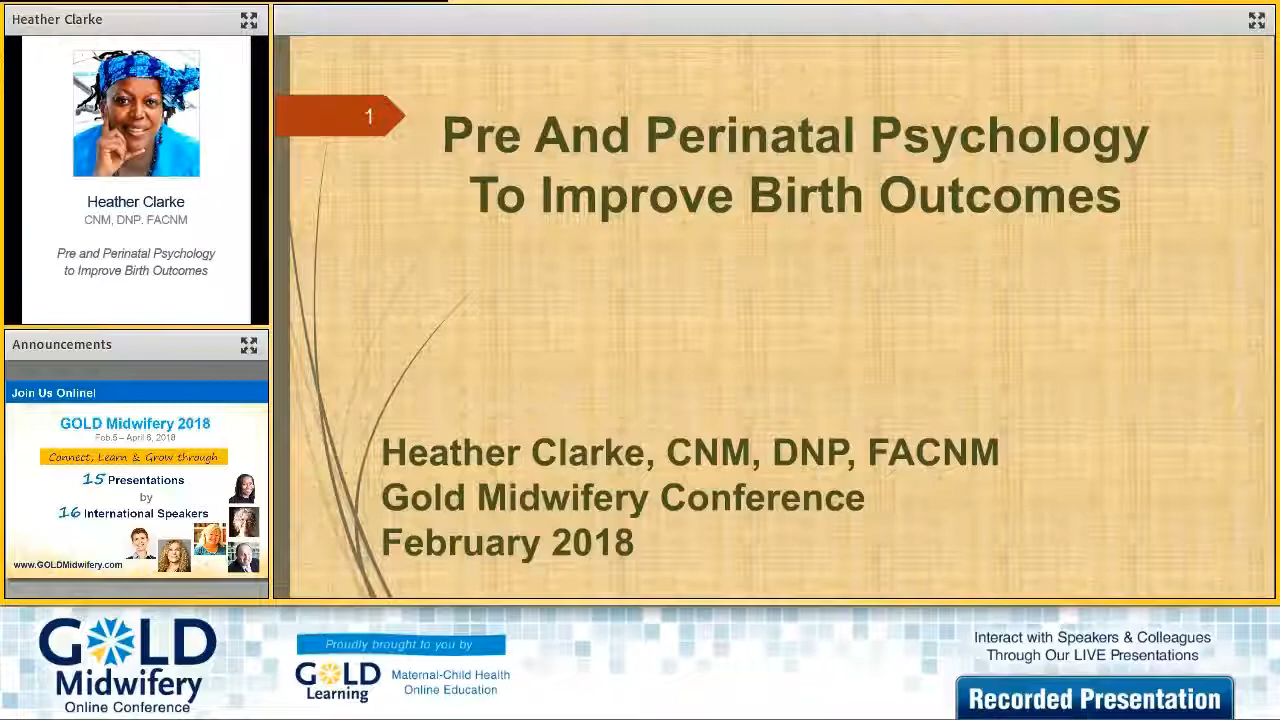 Heather Clarke
Heather Clarke
CNM, DNP. FACNM
Pre and Perinatal Psychology
to Improve Birth Outcomes
Announcements
Join Us Online!
GOLD Midwifery 2018
Feb.5 – April 6, 2018
Connect, Learn & Grow through
15 Presentations
by
16 International Speakers
www.GOLDMidwifery.com
1
Pre And Perinatal Psychology
To Improve Birth Outcomes
Heather Clarke, CNM, DNP, FACNM
Gold Midwifery Conference
February 2018
GOLD
Midwifery
Online Conference
Proudly brought to you by
GOLD
Learning
Maternal-Child Health
Online Education
Interact with Speakers & Colleagues
Through Our LIVE Presentations
Recorded Presentation